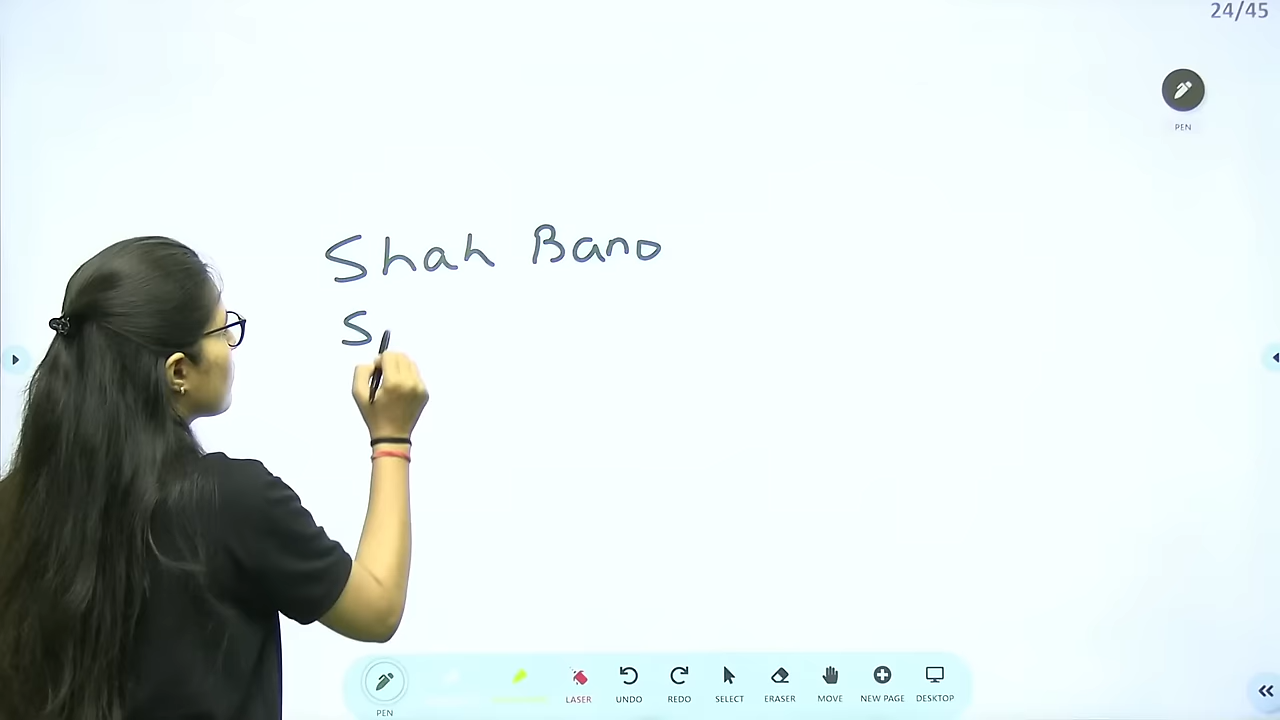 24/45
PEN
Shah Bano
S
PEN
LASER
UNDO
REDO
SELECT
ERASER
MOVE
NEW PAGE
DESKTOP